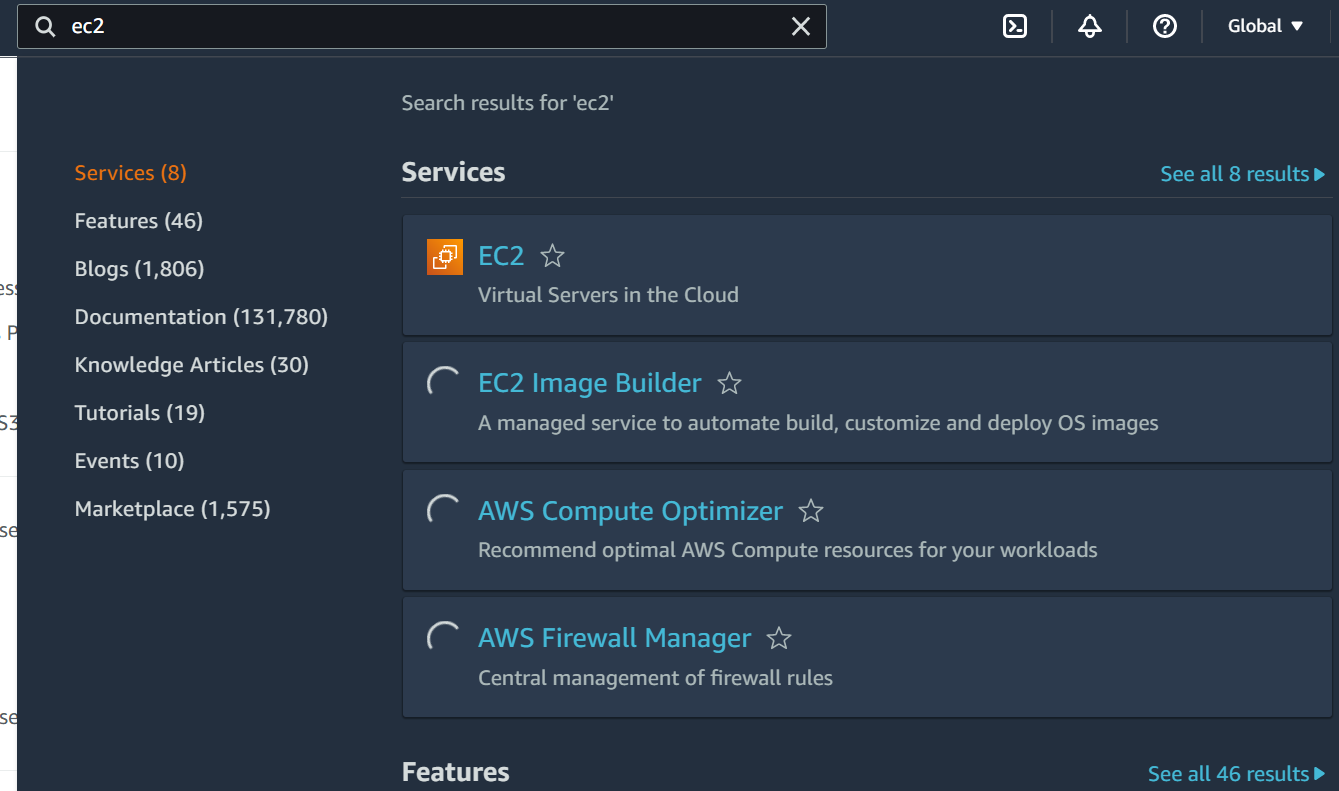 ec2
Global
Search results for 'ec2'
Services (8)
Features (46)
Blogs (1,806)
Documentation (131,780)
Knowledge Articles (30)
Tutorials (19)
Events (10)
Marketplace (1,575)
Services
See all 8 results
EC2
Virtual Servers in the Cloud
EC2 Image Builder
A managed service to automate build, customize and deploy OS images
AWS Compute Optimizer
Recommend optimal AWS Compute resources for your workloads
AWS Firewall Manager
Central management of firewall rules
Features
See all 46 results